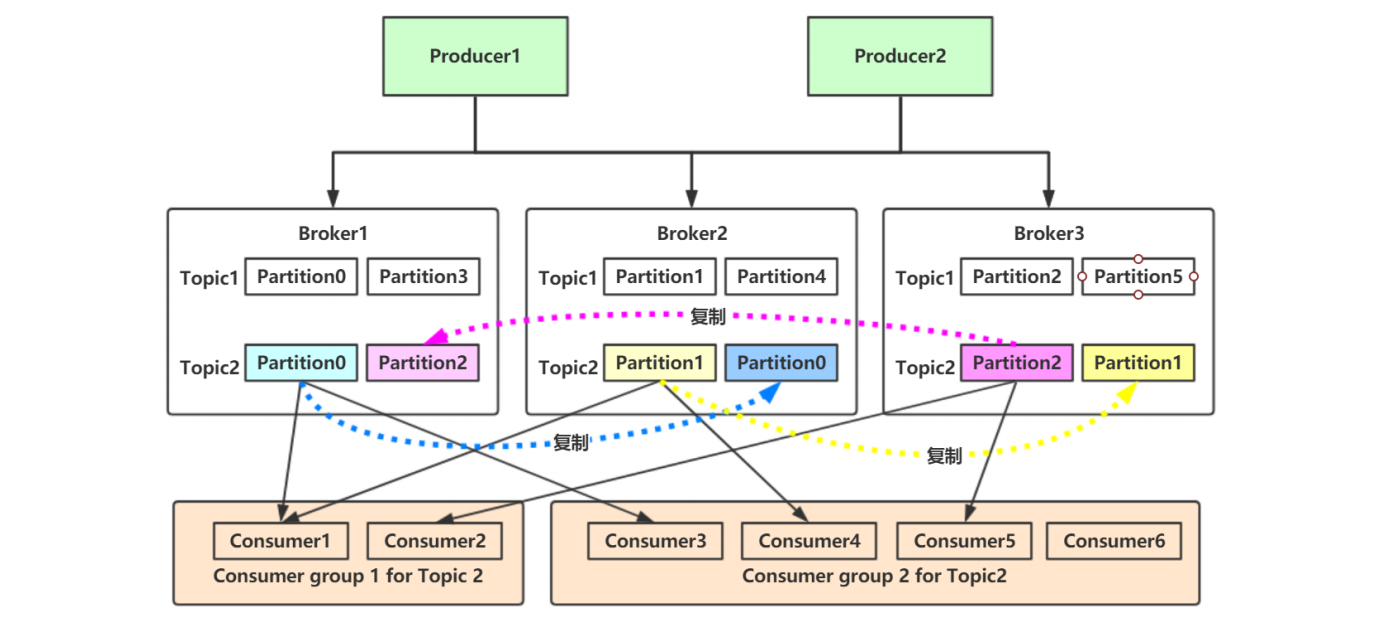 Producer1 Producer2
Broker1 Broker2 Broker3
Topic1 Partition0 Partition3 Topic1 Partition1 Partition4 Topic1 Partition2 Partition5
复制
Topic2 Partition0 Partition2 Topic2 Partition1 Partition0 Topic2 Partition2 Partition1
复制
复制
Consumer1 Consumer2 Consumer3 Consumer4 Consumer5 Consumer6
Consumer group 1 for Topic 2 Consumer group 2 for Topic2